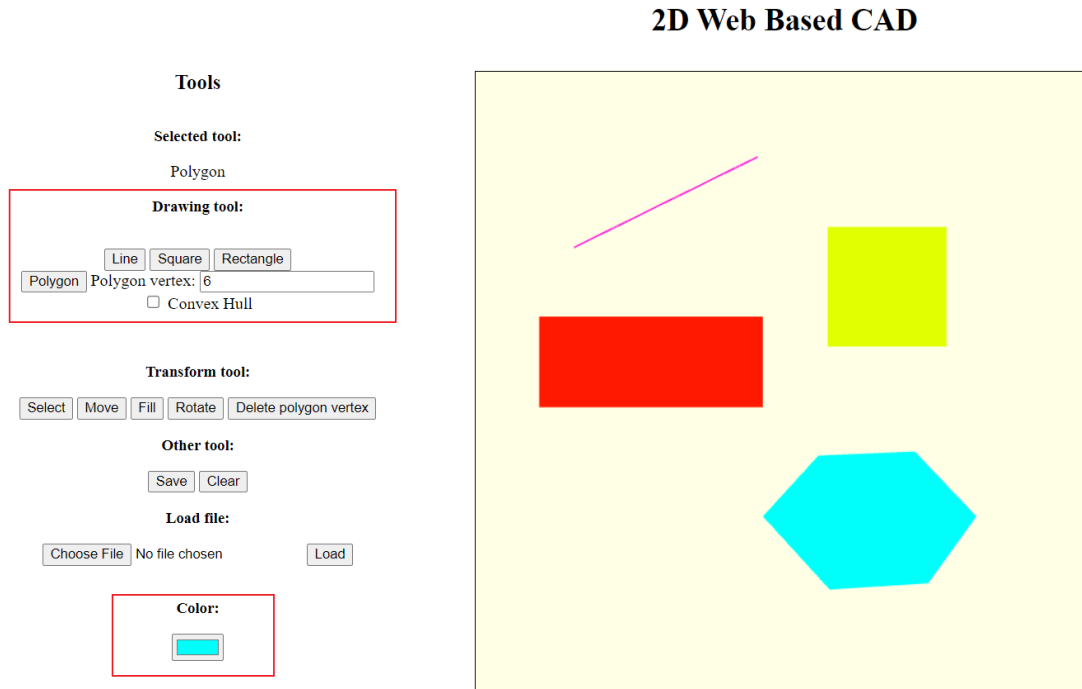 2D Web Based CAD
Tools
Selected tool:
Polygon
Drawing tool:
Line Square Rectangle
Polygon Polygon vertex: 6
Convex Hull
Transform tool:
Select Move Fill Rotate Delete polygon vertex
Other tool:
Save Clear
Load file:
Choose File No file chosen Load
Color: